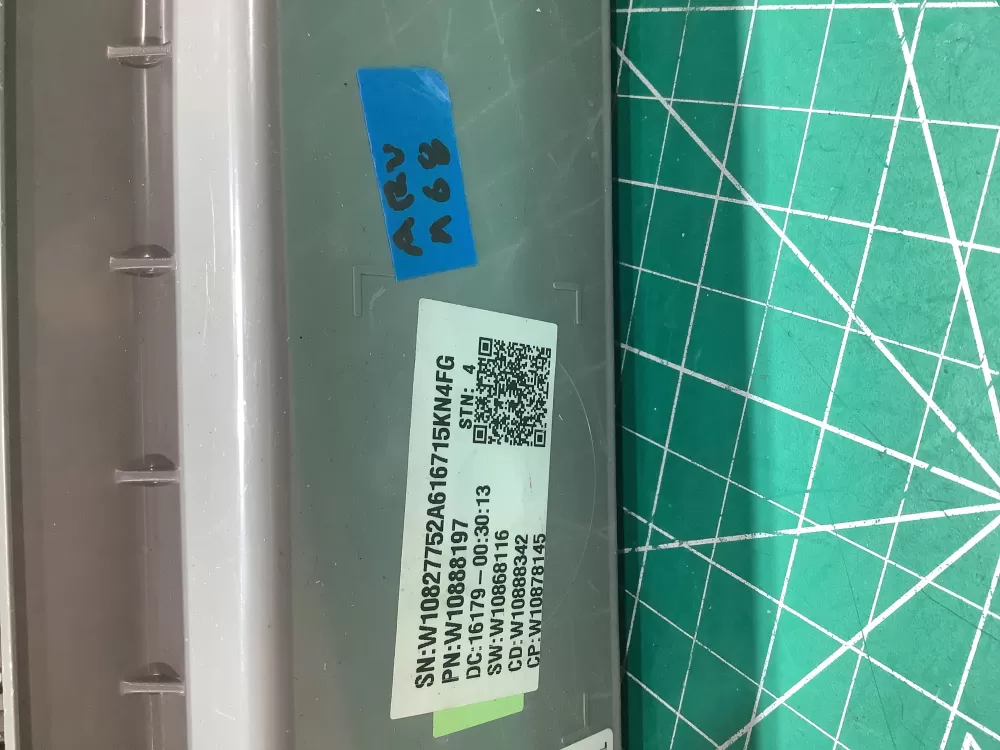 ARV
A68
SN:W10827752A616715KN4FG
PN:W10888197
STN: 4
DC:16179-00:30:13
SW:W10868116
CD:W10888342
CP:W10878145